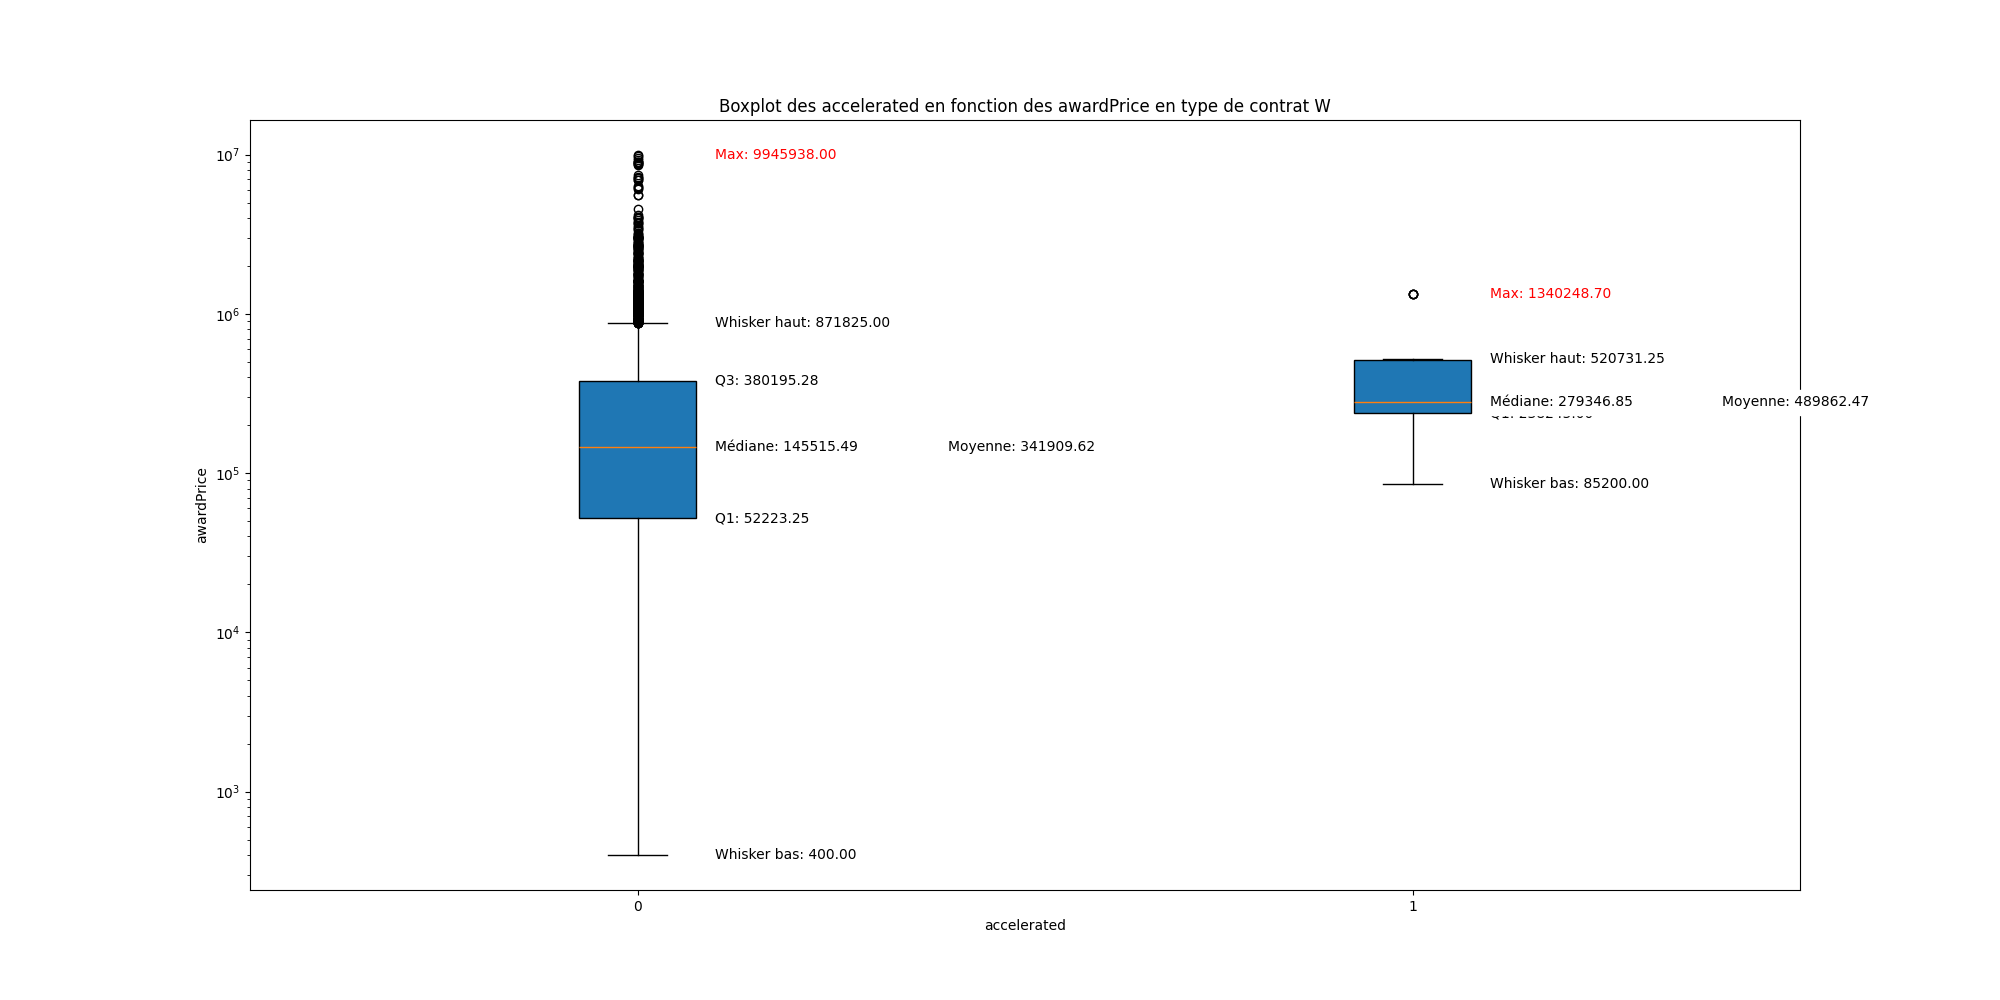 Boxplot des accelerated en fonction des awardPrice en type de contrat W
10^7
10^6
10^5
10^4
10^3
awardPrice
Max: 9945938.00
Whisker haut: 871825.00
Q3: 380195.28
Médiane: 145515.49
Moyenne: 341909.62
Q1: 52223.25
Whisker bas: 400.00
Max: 1340248.70
Whisker haut: 520731.25
Médiane: 279346.85
Moyenne: 489862.47
Whisker bas: 85200.00
0
1
accelerated